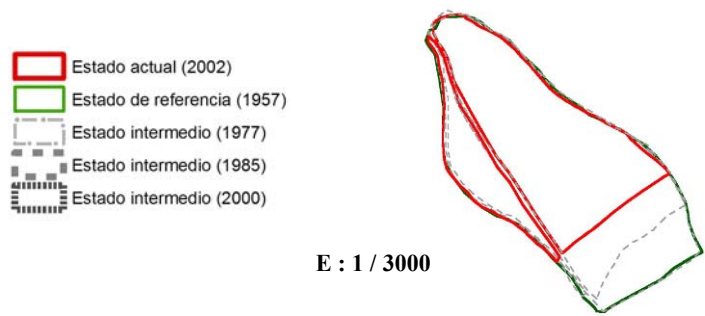 Estado actual (2002)
Estado de referencia (1957)
Estado intermedio (1977)
Estado intermedio (1985)
Estado intermedio (2000)
E : 1 / 3000